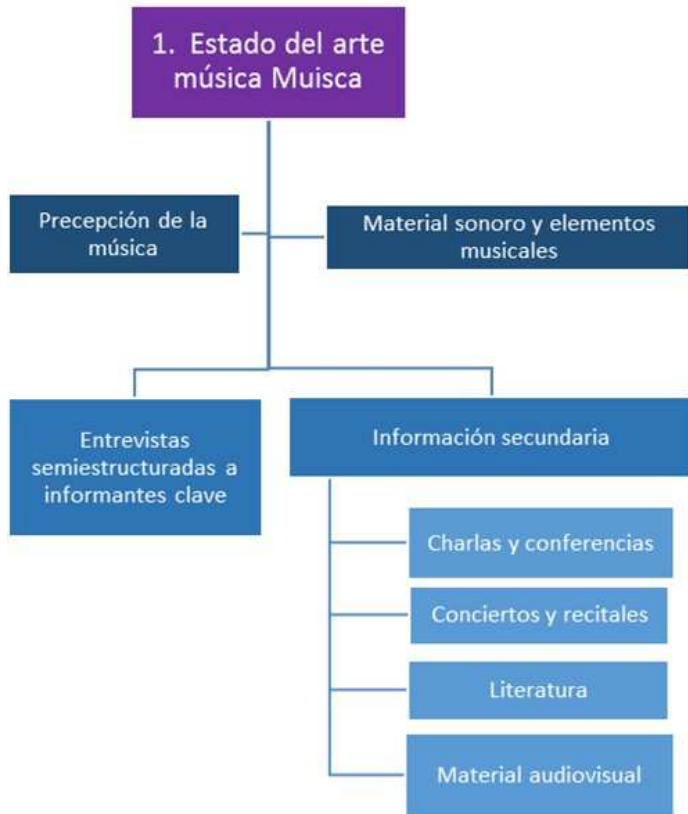 1. Estado del arte
música Muisca
Precepción de la
música
Material sonoro y elementos
musicales
Entrevistas
semiestructuradas a
informantes clave
Información secundaria
Charlas y conferencias
Conciertos y recitales
Literatura
Material audiovisual